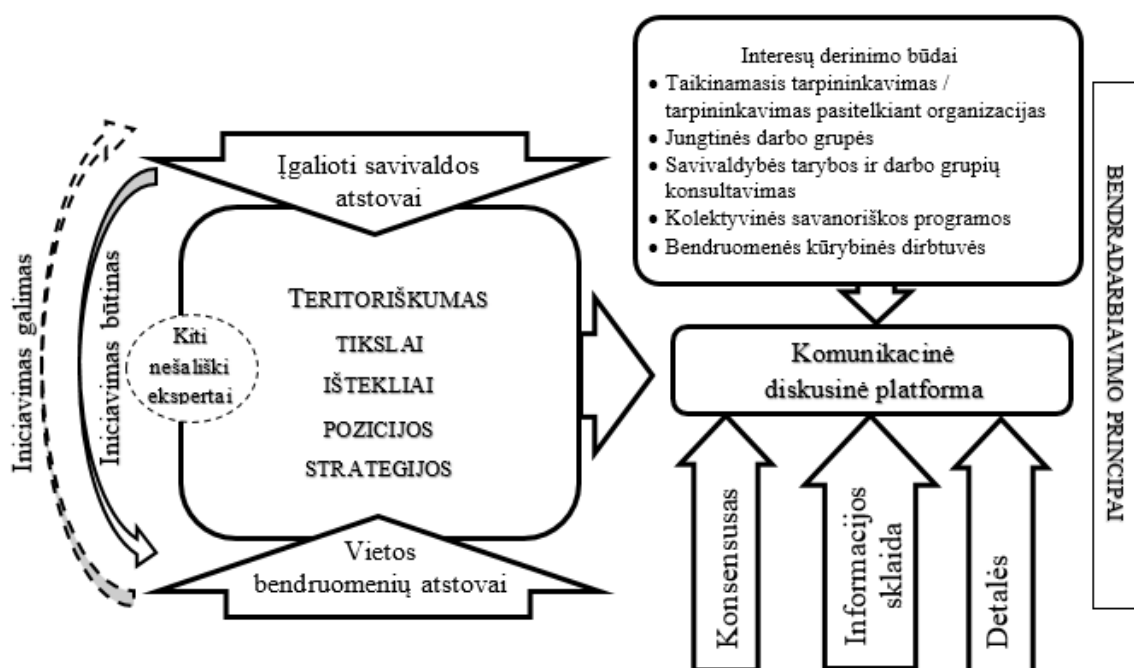 Interesų derinimo būdai
• Taikinamasis tarpininkavimas /
tarpininkavimas pasitelkiant organizacijas
• Jungtinės darbo grupės
• Savivaldybės tarybos ir darbo grupių
konsultavimas
• Kolektyvinės savanoriškos programos
• Bendruomenės kūrybinės dirbtuvės
Įgalioti savivaldos
atstovai
Iniciavimas galimas
Iniciavimas būtinas
Kiti
nešališki
ekspertai
TERITORIŠKUMAS
TIKSLAI
IŠTEKLIAI
POZICIJOS
STRATEGIJOS
Vietos
bendruomenių atstovai
Komunikacinė
diskusinė platforma
Konsensusas
Informacijos
sklaida
Detalės
BENDRADARBIAVIMO PRINCIPAI